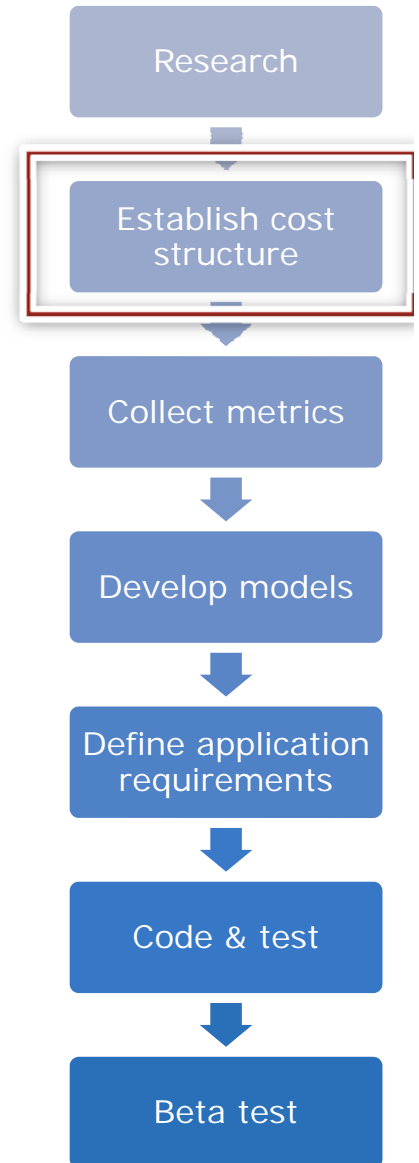 Research
Establish cost
structure
Collect metrics
Develop models
Define application
requirements
Code & test
Beta test